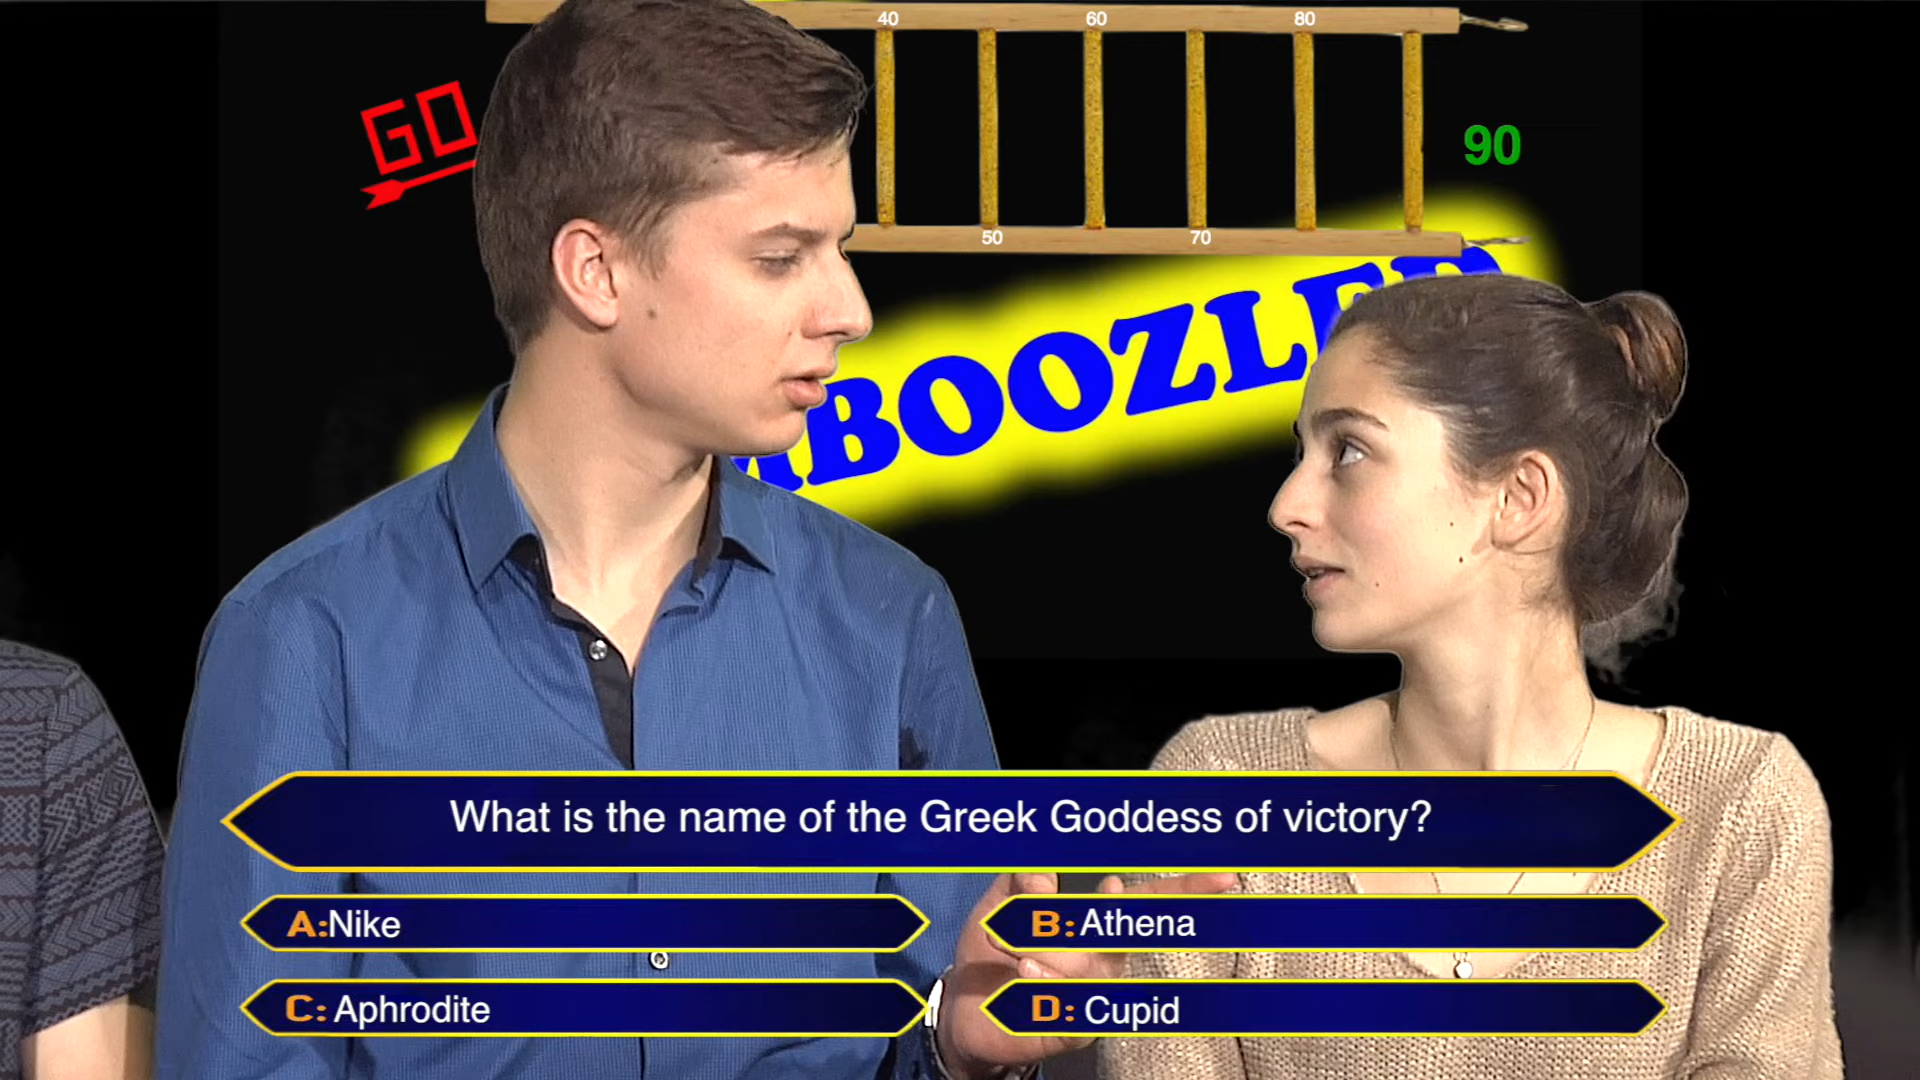 40 60 80
GO
90
50 70
BOOZLE
What is the name of the Greek Goddess of victory?
A:Nike
B:Athena
C:Aphrodite
D:Cupid